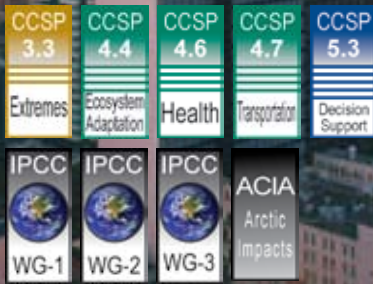 CCSP CCSP CCSP CCSP CCSP
3.3 4.4 4.6 4.7 5.3
Extremes Ecosystem Adaptation Health Transportation Decision Support
IPCC IPCC IPCC ACIA
WG-1 WG-2 WG-3 Arctic Impacts